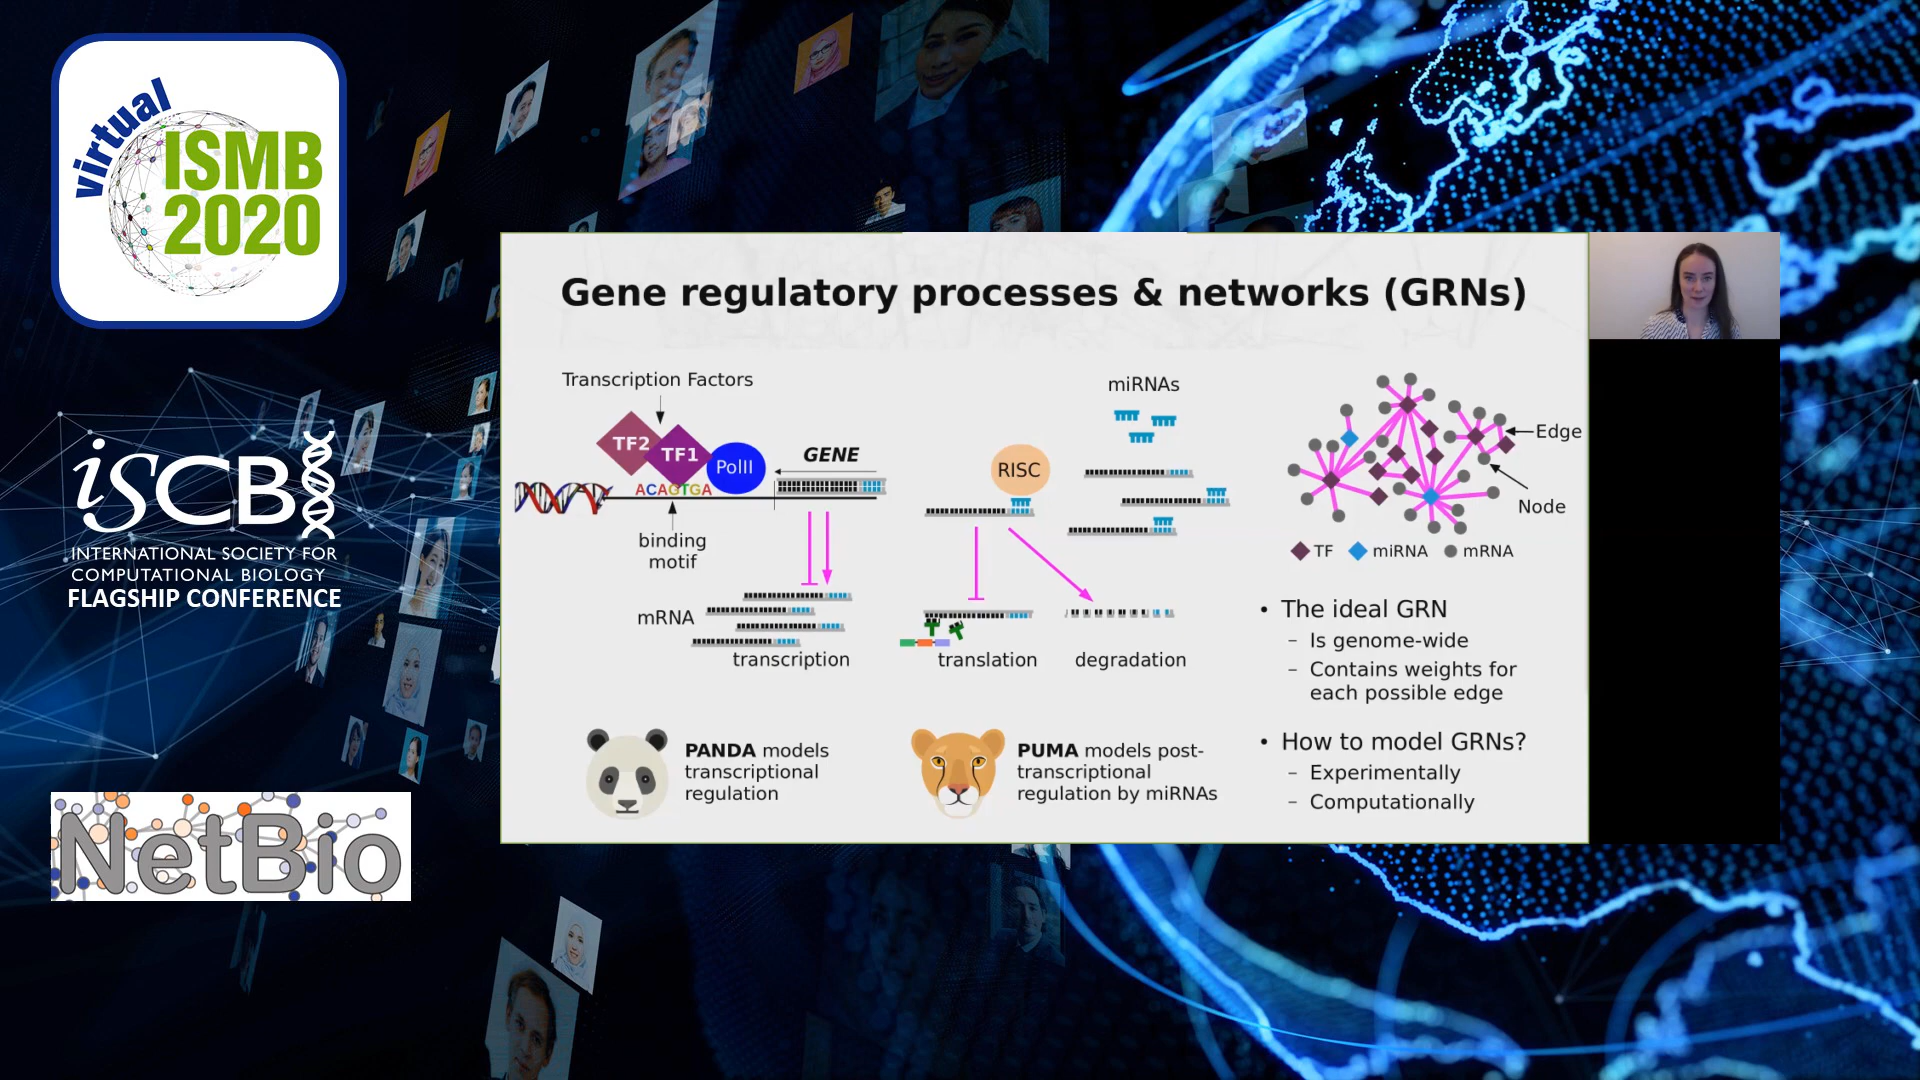 virtual
ISMB
2020
iSCB
INTERNATIONAL SOCIETY FOR
COMPUTATIONAL BIOLOGY
FLAGSHIP CONFERENCE
NetBio
Gene regulatory processes & networks (GRNs)
Transcription Factors
TF2
TF1
PolII
GENE
ACAGTGA
binding
motif
mRNA
transcription
miRNAs
RISC
translation
degradation
Edge
Node
TF
miRNA
mRNA
PANDA models
transcriptional
regulation
PUMA models post-
transcriptional
regulation by miRNAs
• The ideal GRN
– Is genome-wide
– Contains weights for
each possible edge
• How to model GRNs?
– Experimentally
– Computationally